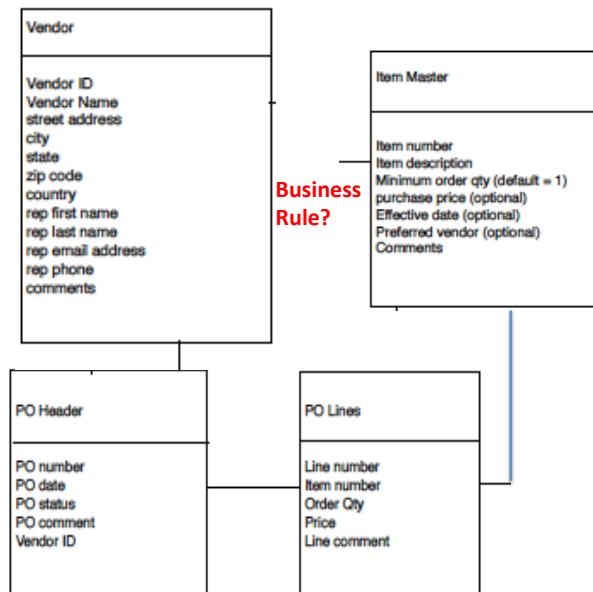 Vendor
Vendor ID
Vendor Name
street address
city
state
zip code
country
rep first name
rep last name
rep email address
rep phone
comments
Item Master
Item number
Item description
Minimum order qty (default = 1)
purchase price (optional)
Effective date (optional)
Preferred vendor (optional)
Comments
Business
Rule?
PO Header
PO number
PO date
PO status
PO comment
Vendor ID
PO Lines
Line number
Item number
Order Qty
Price
Line comment